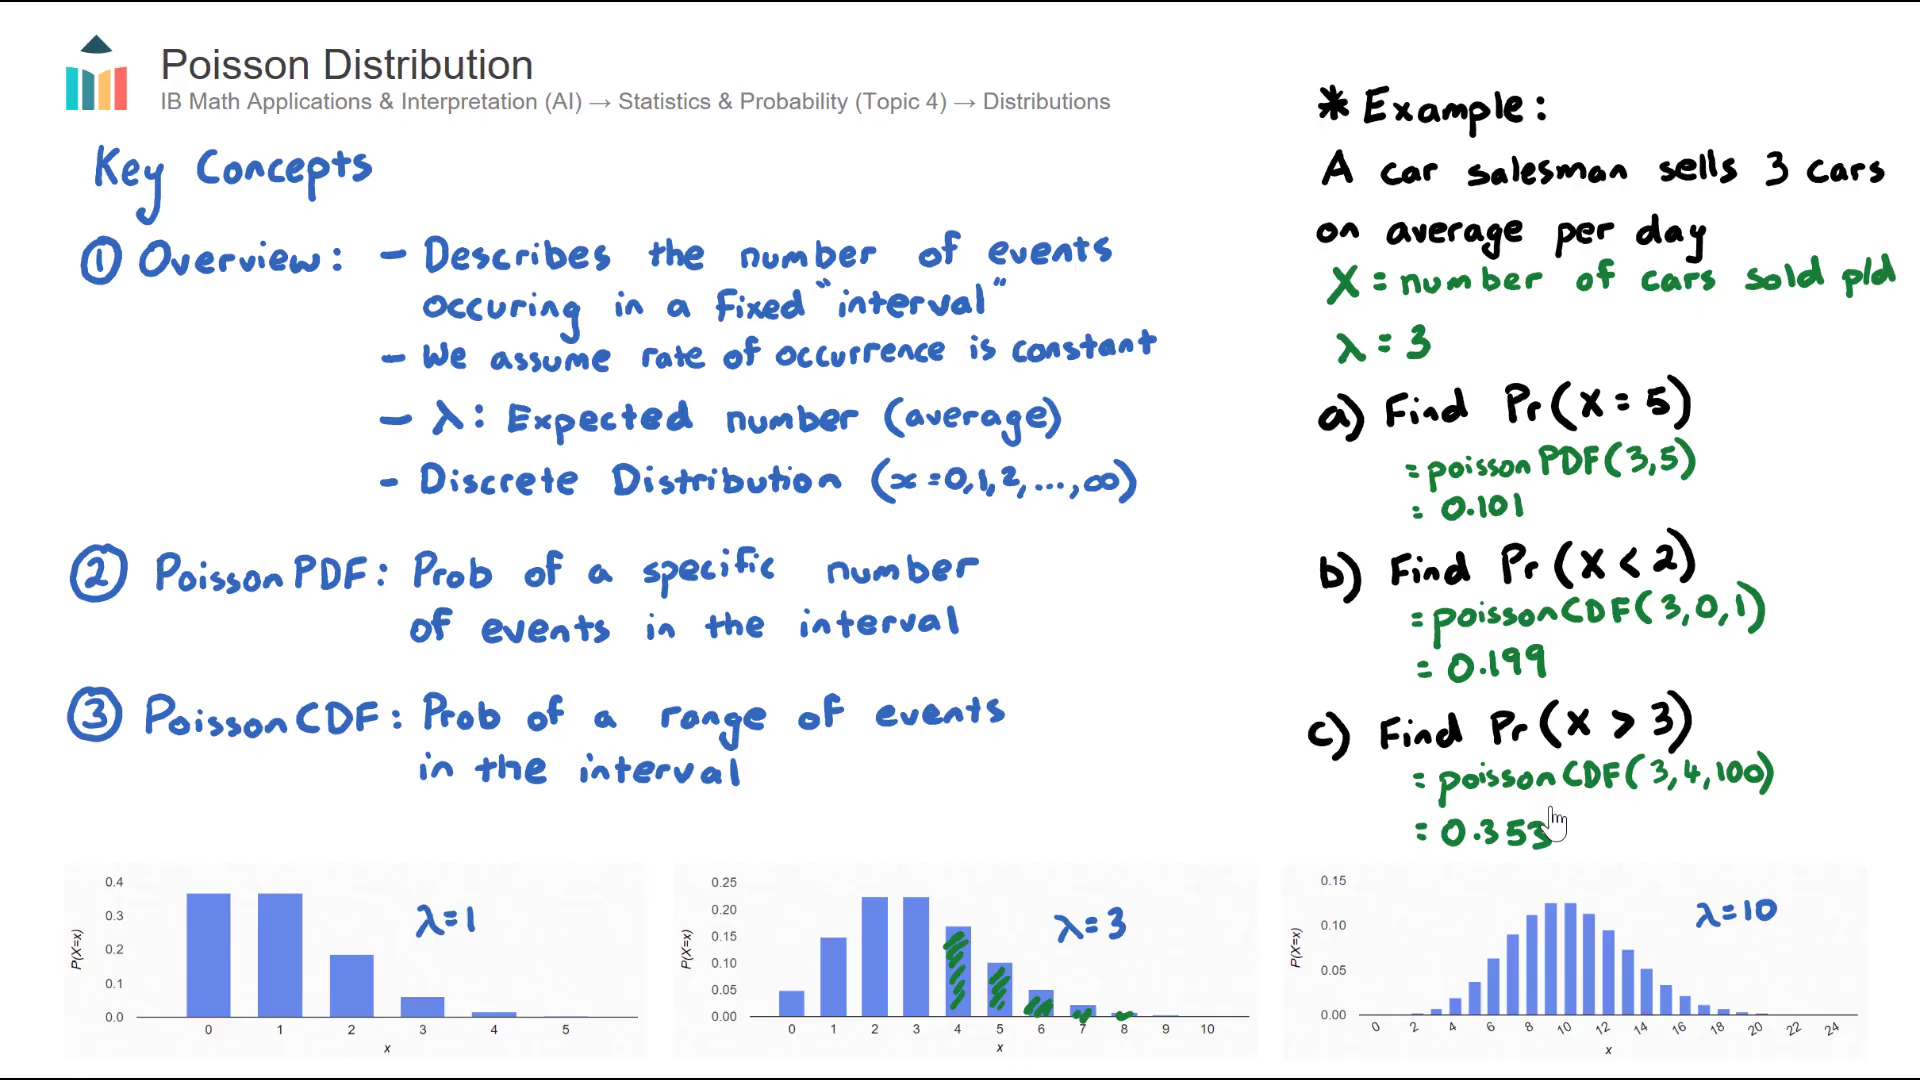 Poisson Distribution
IB Math Applications & Interpretation (AI) → Statistics & Probability (Topic 4) → Distributions
Key Concepts
① Overview: - Describes the number of events
occuring in a fixed "interval"
- We assume rate of occurrence is constant
- λ: Expected number (average)
- Discrete Distribution (x=0,1,2,...,∞)
② Poisson PDF: Prob of a specific number
of events in the interval
③ Poisson CDF: Prob of a range of events
in the interval
* Example:
A car salesman sells 3 cars
on average per day
X = number of cars sold p/d
λ = 3
a) Find Pr(X = 5)
= poisson PDF(3,5)
= 0.101
b) Find Pr(X < 2)
= poisson CDF(3,0,1)
= 0.199
c) Find Pr(X > 3)
= poisson CDF(3,4,100)
= 0.353
0.4
0.3
0.2
0.1
0.0
P(X=x)
λ=1
0 1 2 3 4 5
x
0.25
0.20
0.15
0.10
0.05
0.00
P(X=x)
λ=3
0 1 2 3 4 5 6 7 8 9 10
x
0.15
0.10
0.05
0.00
P(X=x)
λ=10
0 2 4 6 8 10 12 14 16 18 20 22 24
x